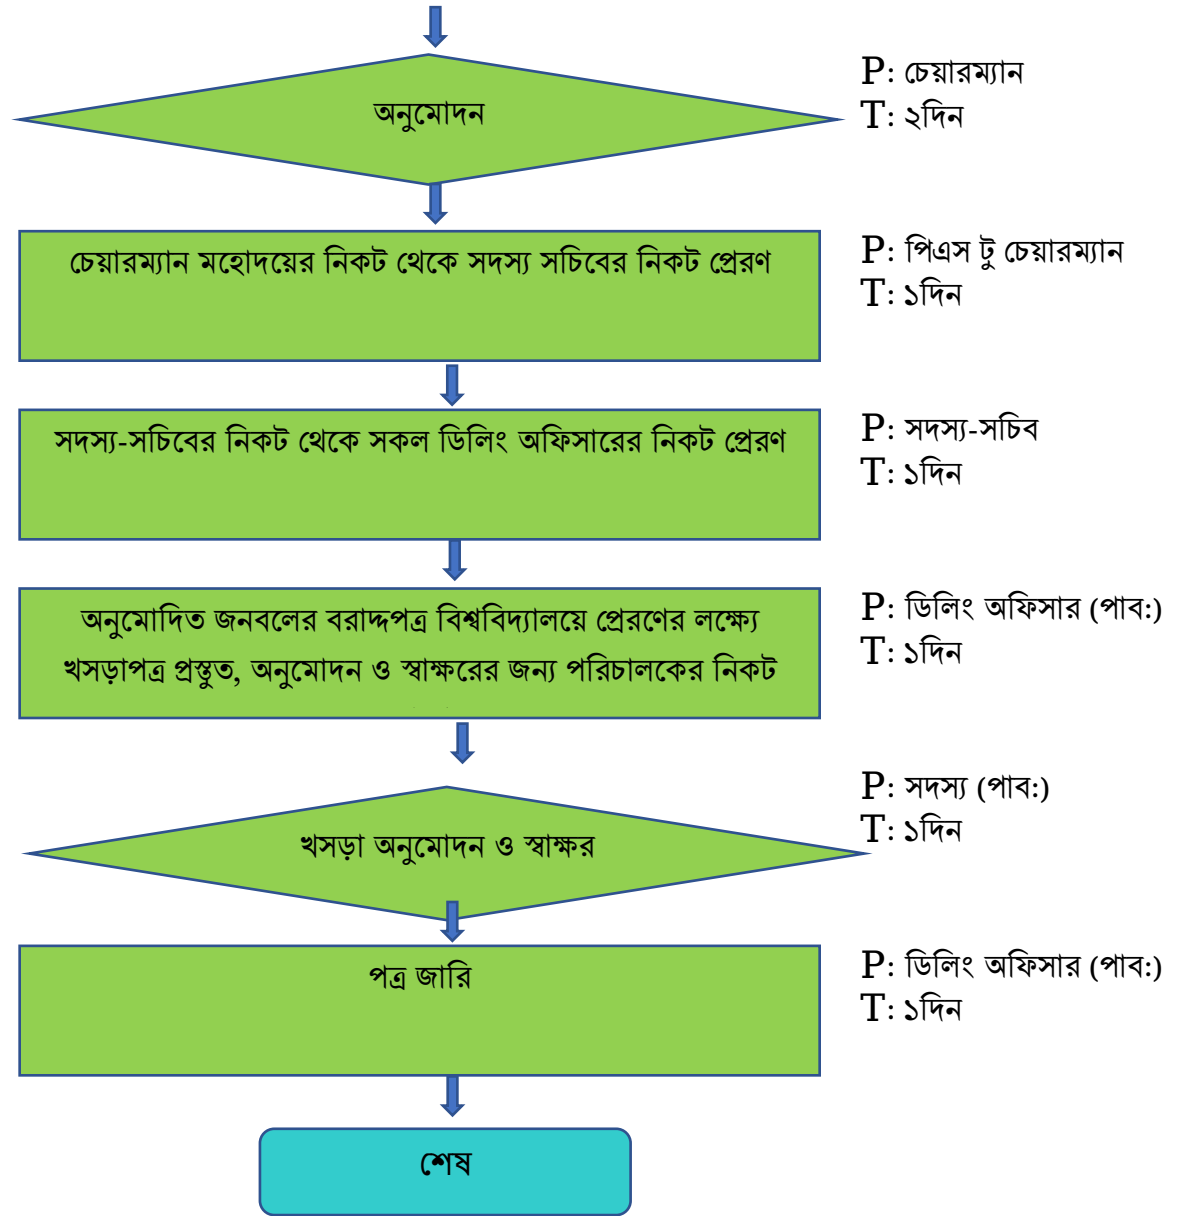 অনুমোদন
P: চেয়ারম্যান
T: ২দিন
চেয়ারম্যান মহোদয়ের নিকট থেকে সদস্য সচিবের নিকট প্রেরণ
P: পিএস টু চেয়ারম্যান
T: ১দিন
সদস্য-সচিবের নিকট থেকে সকল ডিলিং অফিসারের নিকট প্রেরণ
P: সদস্য-সচিব
T: ১দিন
অনুমোদিত জনবলের বরাদ্দপত্র বিশ্ববিদ্যালয়ে প্রেরণের লক্ষ্যে
খসড়াপত্র প্রস্তুত, অনুমোদন ও স্বাক্ষরের জন্য পরিচালকের নিকট
P: ডিলিং অফিসার (পাব:)
T: ১দিন
খসড়া অনুমোদন ও স্বাক্ষর
P: সদস্য (পাব:)
T: ১দিন
পত্র জারি
P: ডিলিং অফিসার (পাব:)
T: ১দিন
শেষ